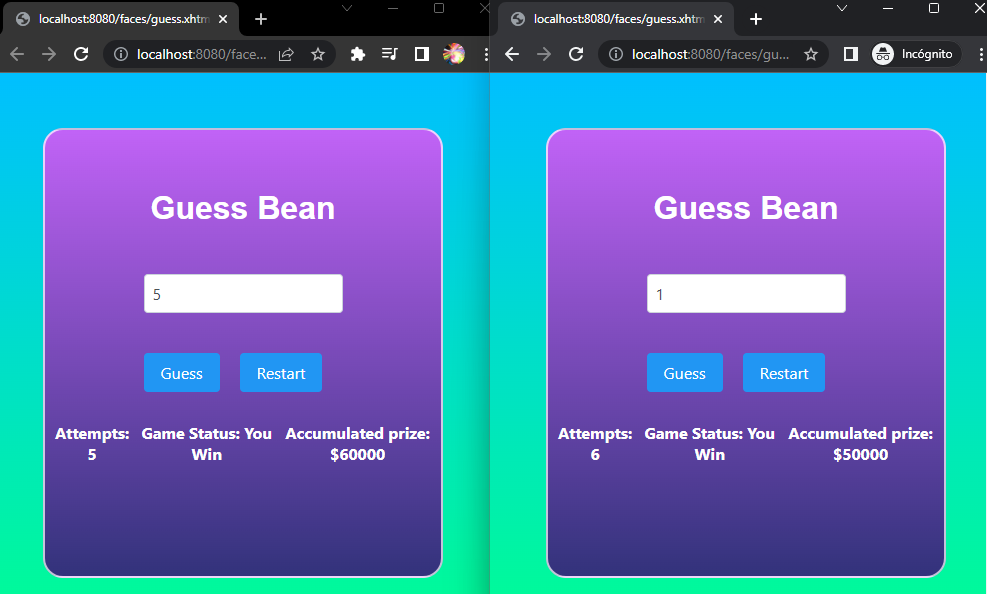 localhost:8080/faces/guess.xhtm
localhost:8080/face...
Guess Bean
5
Guess
Restart
Attempts: 5
Game Status: You Win
Accumulated prize: $60000
localhost:8080/faces/guess.xhtm
localhost:8080/faces/gu...
Incógnito
Guess Bean
1
Guess
Restart
Attempts: 6
Game Status: You Win
Accumulated prize: $50000